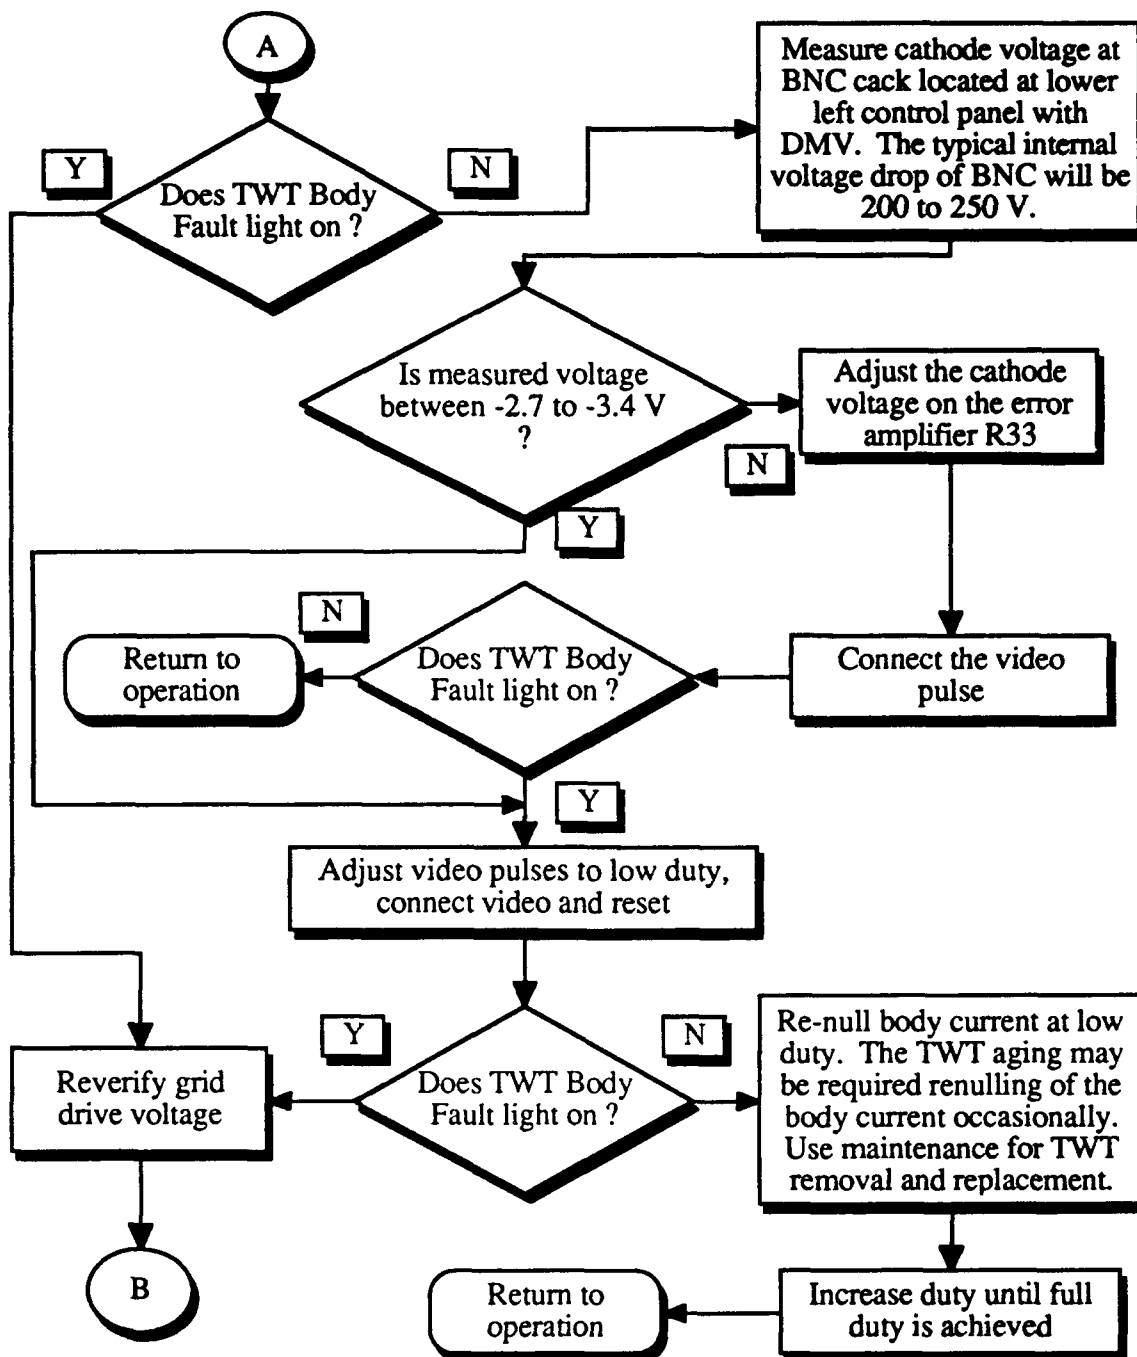 A
Y
N
Does TWT Body
Fault light on ?
Measure cathode voltage at
BNC cack located at lower
left control panel with
DMV. The typical internal
voltage drop of BNC will be
200 to 250 V.
Is measured voltage
between -2.7 to -3.4 V
?
N
Y
Adjust the cathode
voltage on the error
amplifier R33
Connect the video
pulse
Does TWT Body
Fault light on ?
N
Return to
operation
Y
Adjust video pulses to low duty,
connect video and reset
Does TWT Body
Fault light on ?
Y
N
Reverify grid
drive voltage
B
Re-null body current at low
duty. The TWT aging may
be required renulling of the
body current occasionally.
Use maintenance for TWT
removal and replacement.
Increase duty until full
duty is achieved
Return to
operation